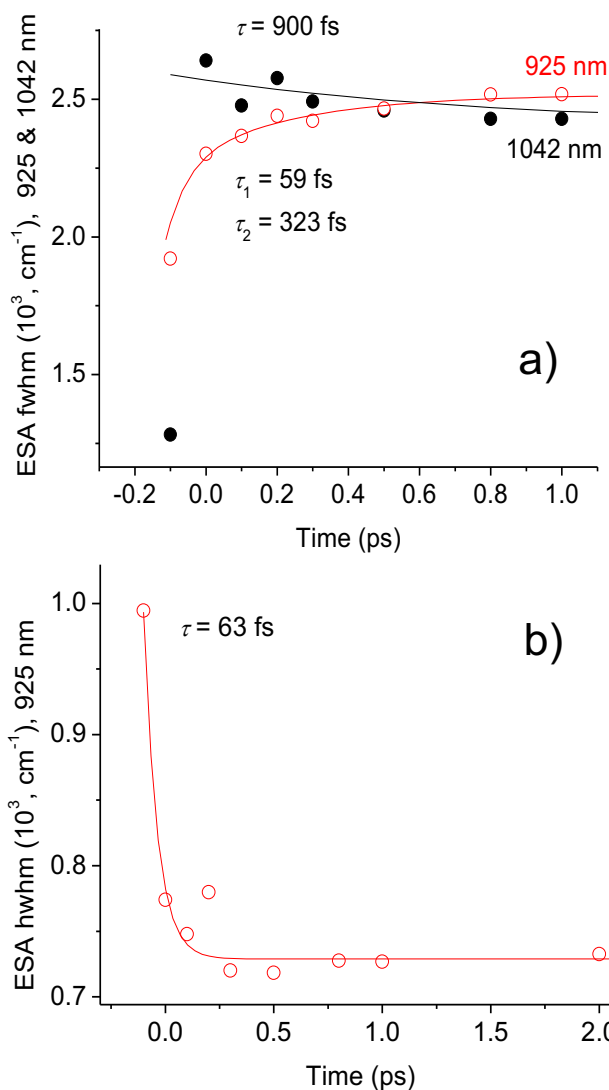 ESA fwhm (10³, cm⁻¹), 925 & 1042 nm
τ = 900 fs
925 nm
1042 nm
τ₁ = 59 fs
τ₂ = 323 fs
a)
2.5
2.0
1.5
-0.2 0.0 0.2 0.4 0.6 0.8 1.0
Time (ps)
ESA hwhm (10³, cm⁻¹), 925 nm
τ = 63 fs
b)
1.0
0.9
0.8
0.7
0.0 0.5 1.0 1.5 2.0
Time (ps)